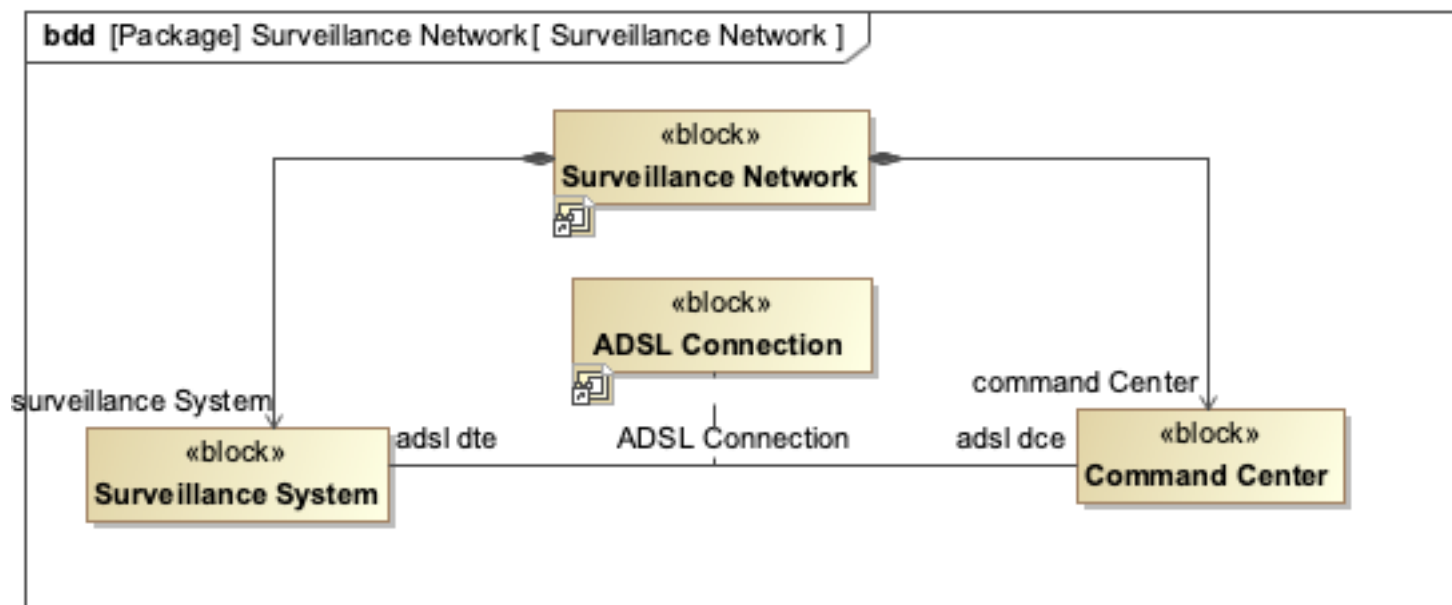 bdd [Package] Surveillance Network[ Surveillance Network ]
«block»
Surveillance Network
«block»
ADSL Connection
surveillance System
command Center
«block»
Surveillance System
adsl dte
ADSL Connection
adsl dce
«block»
Command Center